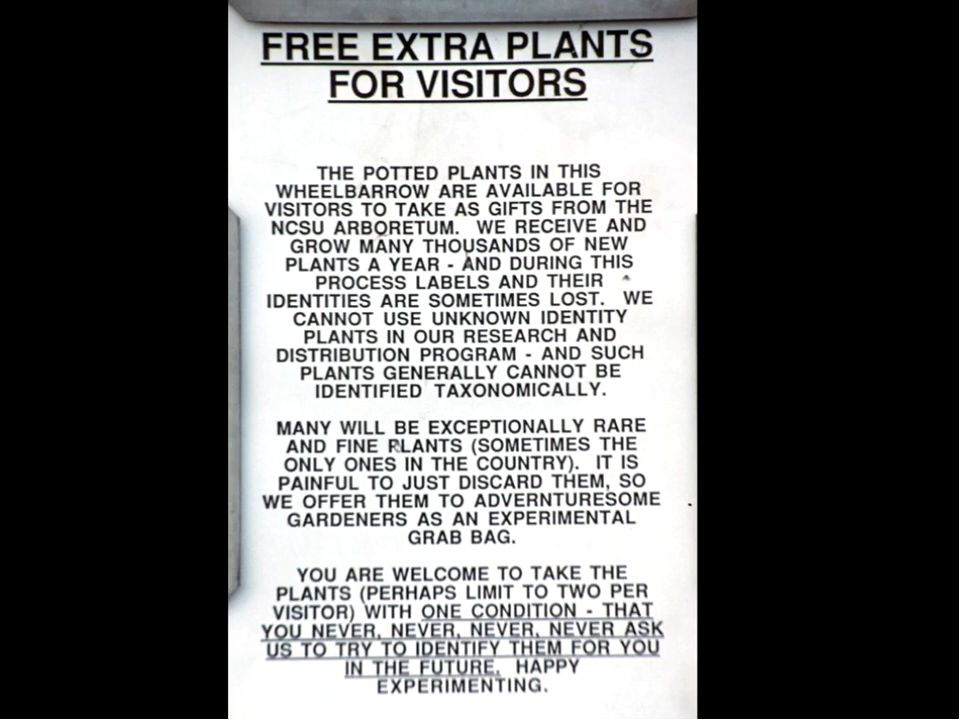 FREE EXTRA PLANTS
FOR VISITORS
THE POTTED PLANTS IN THIS
WHEELBARROW ARE AVAILABLE FOR
VISITORS TO TAKE AS GIFTS FROM THE
NCSU ARBORETUM. WE RECEIVE AND
GROW MANY THOUSANDS OF NEW
PLANTS A YEAR - AND DURING THIS
PROCESS LABELS AND THEIR
IDENTITIES ARE SOMETIMES LOST. WE
CANNOT USE UNKNOWN IDENTITY
PLANTS IN OUR RESEARCH AND
DISTRIBUTION PROGRAM - AND SUCH
PLANTS GENERALLY CANNOT BE
IDENTIFIED TAXONOMICALLY.
MANY WILL BE EXCEPTIONALLY RARE
AND FINE PLANTS (SOMETIMES THE
ONLY ONES IN THE COUNTRY). IT IS
PAINFUL TO JUST DISCARD THEM, SO
WE OFFER THEM TO ADVERNTURESOME
GARDENERS AS AN EXPERIMENTAL
GRAB BAG.
YOU ARE WELCOME TO TAKE THE
PLANTS (PERHAPS LIMIT TO TWO PER
VISITOR) WITH ONE CONDITION - THAT
YOU NEVER, NEVER, NEVER, NEVER ASK
US TO TRY TO IDENTIFY THEM FOR YOU
IN THE FUTURE. HAPPY
EXPERIMENTING.